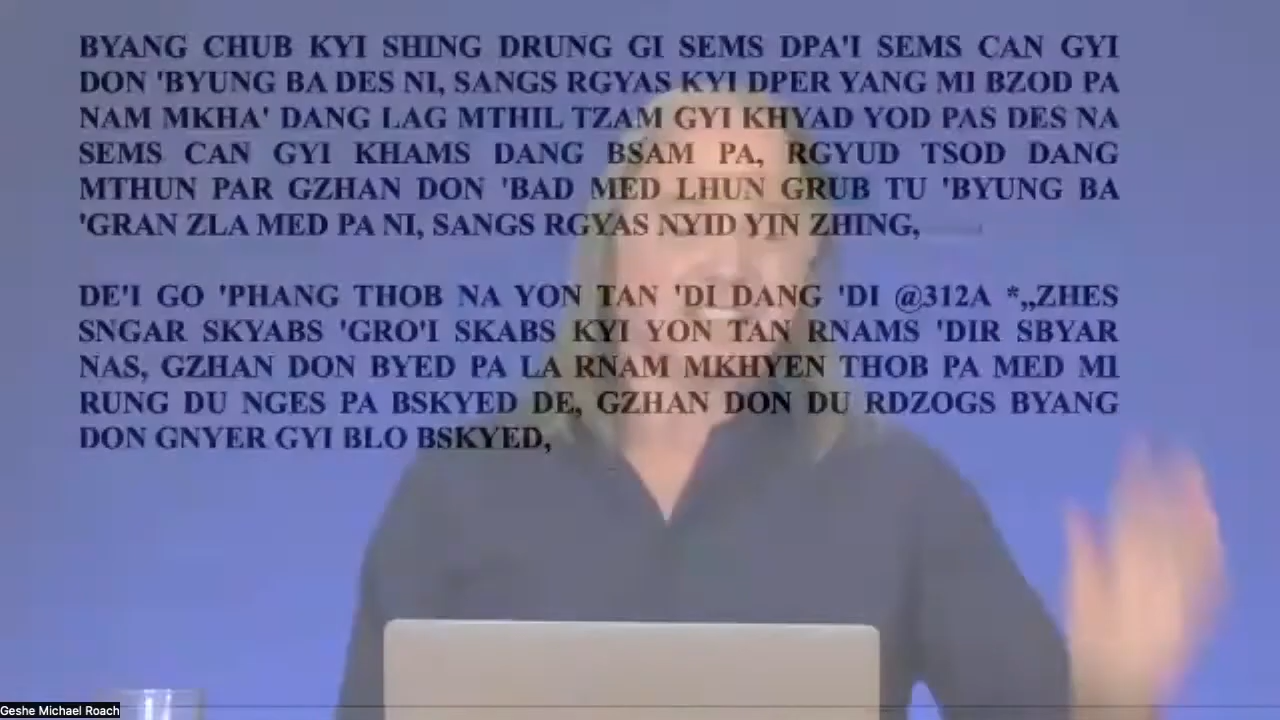 BYANG CHUB KYI SHING DRUNG GI SEMS DPA'I SEMS CAN GYI
DON 'BYUNG BA DES NI, SANGS RGYAS KYI DPER YANG MI BZOD PA
NAM MKHA' DANG LAG MTHIL TZAM GYI KHYAD YOD PAS DES NA
SEMS CAN GYI KHAMS DANG BSAM PA, RGYUD TSOD DANG
MTHUN PAR GZHAN DON 'BAD MED LHUN GRUB TU 'BYUNG BA
'GRAN ZLA MED PA NI, SANGS RGYAS NYID YIN ZHING,
DE'I GO 'PHANG THOB NA YON TAN 'DI DANG 'DI @312A *,,ZHES
SNGAR SKYABS 'GRO'I SKABS KYI YON TAN RNAMS 'DIR SBYAR
NAS, GZHAN DON BYED PA LA RNAM MKHYEN THOB PA MED MI
RUNG DU NGES PA BSKYED DE, GZHAN DON DU RDZOGS BYANG
DON GNYER GYI BLO BSKYED,
Geshe Michael Roach